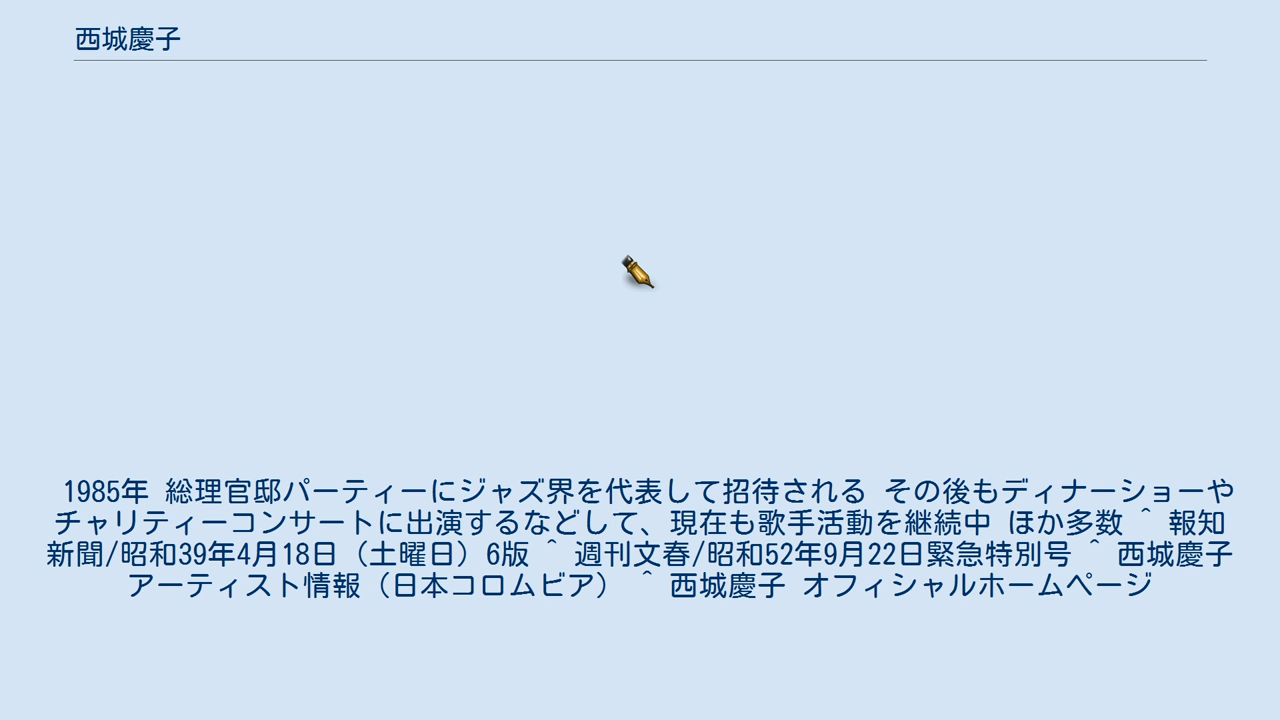 西城慶子
1985年 総理官邸パーティーにジャズ界を代表して招待される その後もディナーショーや
チャリティーコンサートに出演するなどして、現在も歌手活動を継続中 ほか多数 ^ 報知
新聞/昭和39年4月18日（土曜日）6版 ^ 週刊文春/昭和52年9月22日緊急特別号 ^ 西城慶子
アーティスト情報（日本コロムビア） ^ 西城慶子 オフィシャルホームページ